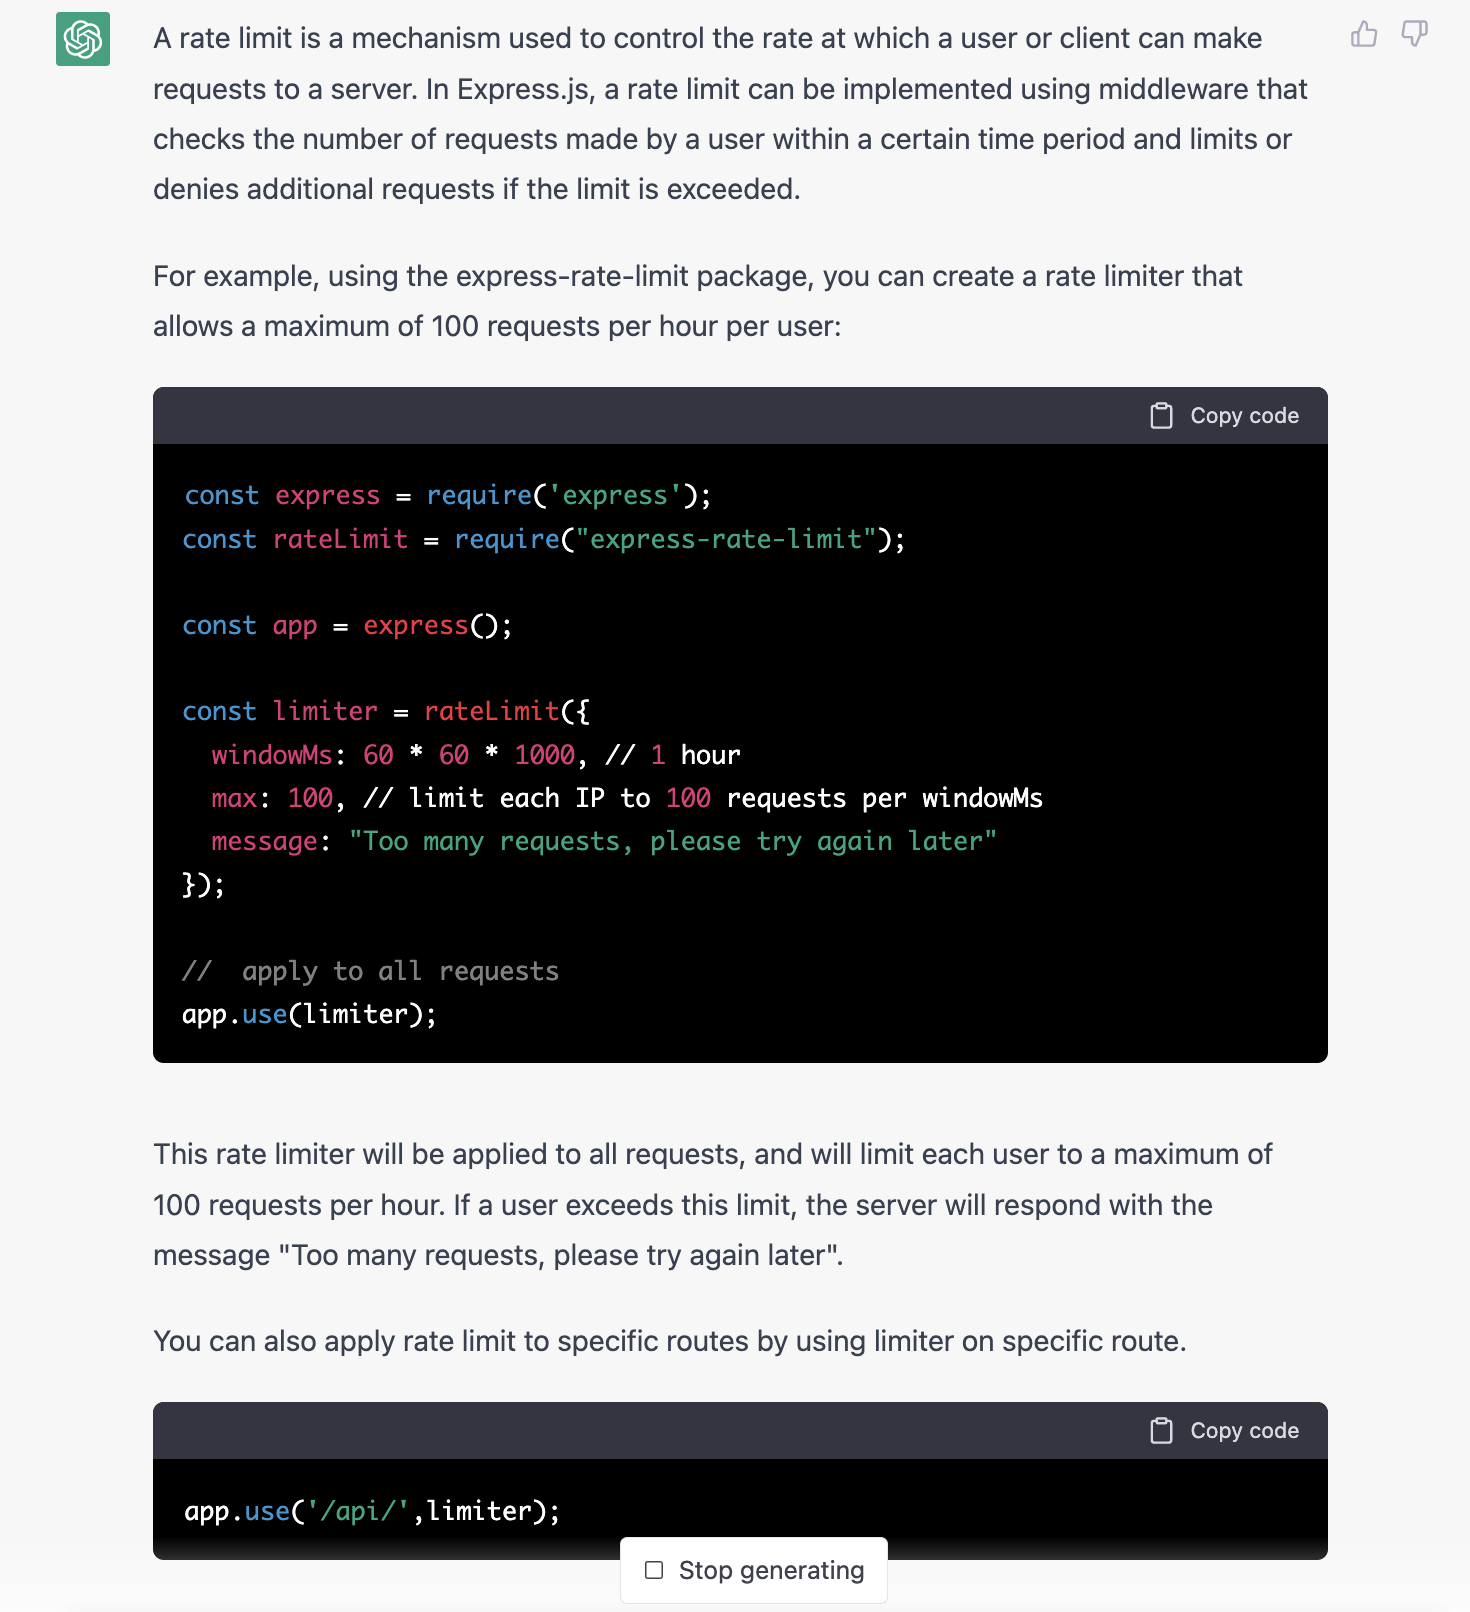 A rate limit is a mechanism used to control the rate at which a user or client can make
requests to a server. In Express.js, a rate limit can be implemented using middleware that
checks the number of requests made by a user within a certain time period and limits or
denies additional requests if the limit is exceeded.
For example, using the express-rate-limit package, you can create a rate limiter that
allows a maximum of 100 requests per hour per user:
Copy code
const express = require('express');
const rateLimit = require("express-rate-limit");
const app = express();
const limiter = rateLimit({
  windowMs: 60 * 60 * 1000, // 1 hour
  max: 100, // limit each IP to 100 requests per windowMs
  message: "Too many requests, please try again later"
});
//  apply to all requests
app.use(limiter);
This rate limiter will be applied to all requests, and will limit each user to a maximum of
100 requests per hour. If a user exceeds this limit, the server will respond with the
message "Too many requests, please try again later".
You can also apply rate limit to specific routes by using limiter on specific route.
Copy code
app.use('/api/',limiter);
Stop generating